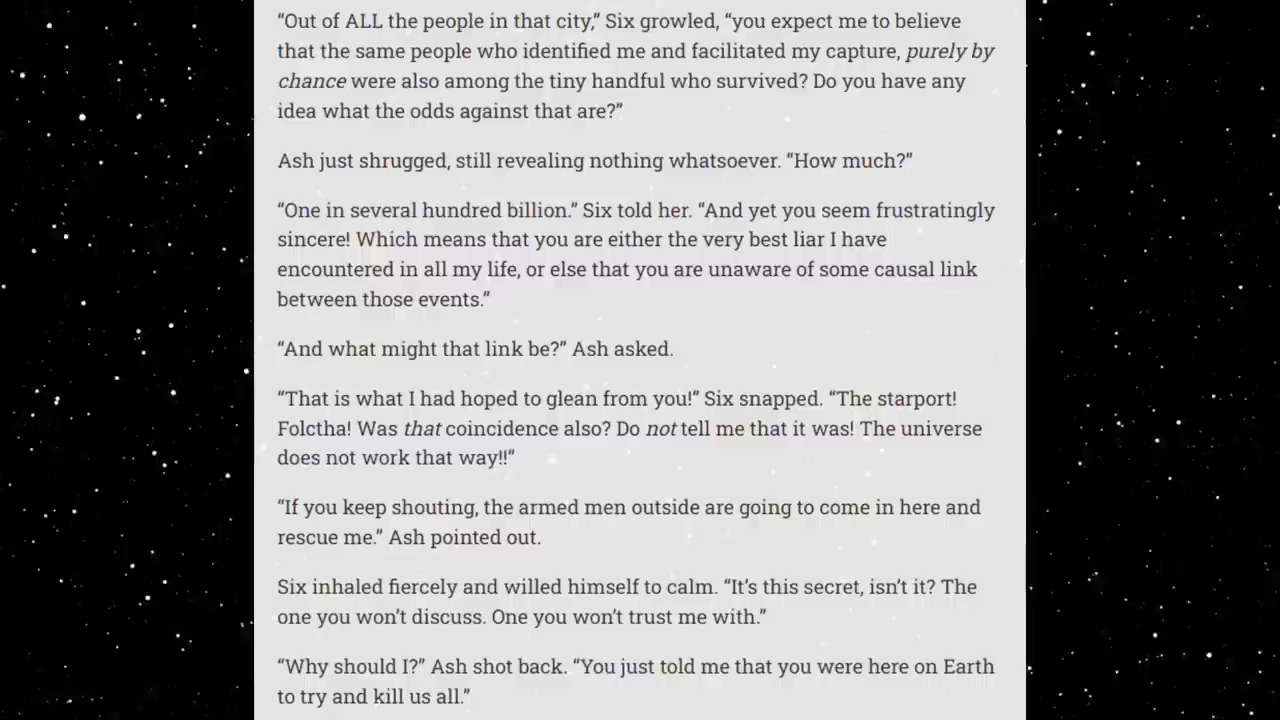 “Out of ALL the people in that city,” Six growled, “you expect me to believe
that the same people who identified me and facilitated my capture, purely by
chance were also among the tiny handful who survived? Do you have any
idea what the odds against that are?”
Ash just shrugged, still revealing nothing whatsoever. “How much?”
“One in several hundred billion.” Six told her. “And yet you seem frustratingly
sincere! Which means that you are either the very best liar I have
encountered in all my life, or else that you are unaware of some causal link
between those events.”
“And what might that link be?” Ash asked.
“That is what I had hoped to glean from you!” Six snapped. “The starport!
Folctha! Was that coincidence also? Do not tell me that it was! The universe
does not work that way!!”
“If you keep shouting, the armed men outside are going to come in here and
rescue me.” Ash pointed out.
Six inhaled fiercely and willed himself to calm. “It’s this secret, isn’t it? The
one you won’t discuss. One you won’t trust me with.”
“Why should I?” Ash shot back. “You just told me that you were here on Earth
to try and kill us all.”